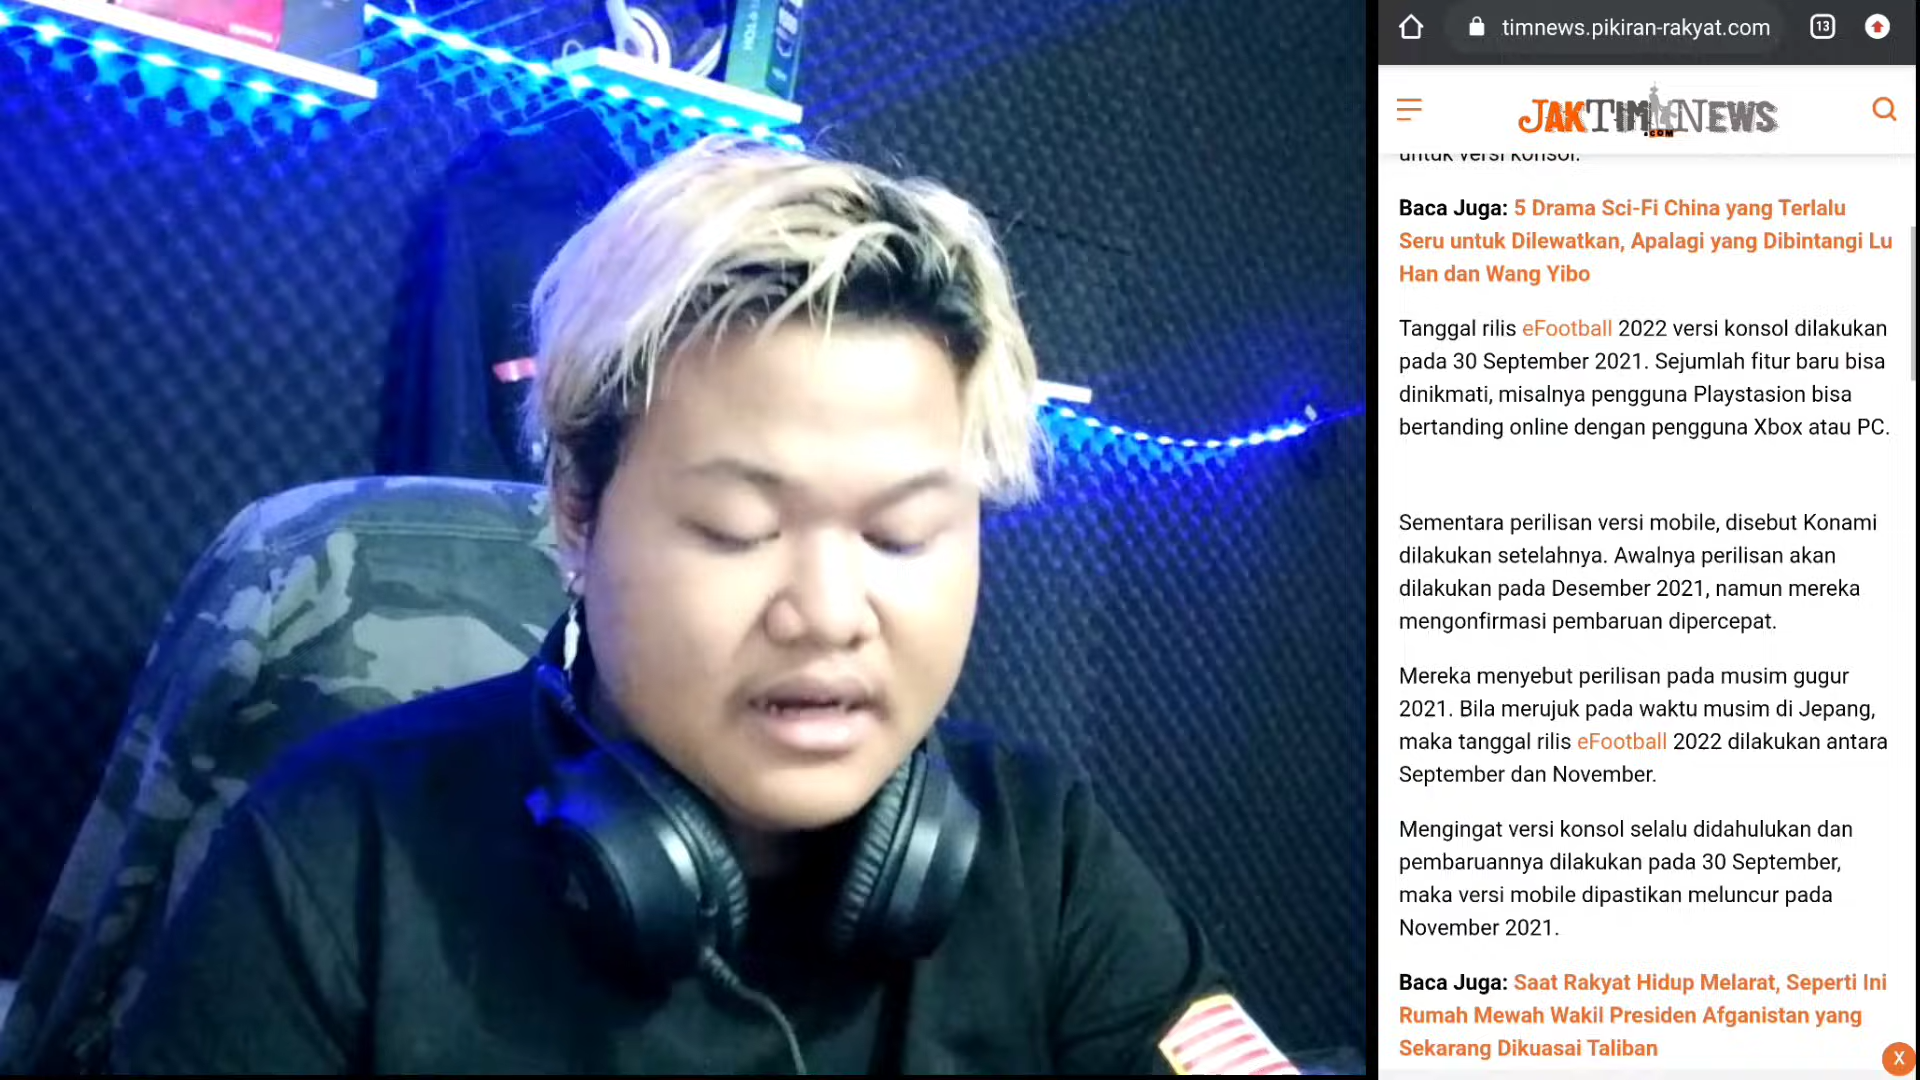 timnews.pikiran-rakyat.com
13
JAKTIMNEWS
.COM
untuk versi konsol.
Baca Juga: 5 Drama Sci-Fi China yang Terlalu
Seru untuk Dilewatkan, Apalagi yang Dibintangi Lu
Han dan Wang Yibo
Tanggal rilis eFootball 2022 versi konsol dilakukan
pada 30 September 2021. Sejumlah fitur baru bisa
dinikmati, misalnya pengguna Playstasion bisa
bertanding online dengan pengguna Xbox atau PC.
Sementara perilisan versi mobile, disebut Konami
dilakukan setelahnya. Awalnya perilisan akan
dilakukan pada Desember 2021, namun mereka
mengonfirmasi pembaruan dipercepat.
Mereka menyebut perilisan pada musim gugur
2021. Bila merujuk pada waktu musim di Jepang,
maka tanggal rilis eFootball 2022 dilakukan antara
September dan November.
Mengingat versi konsol selalu didahulukan dan
pembaruannya dilakukan pada 30 September,
maka versi mobile dipastikan meluncur pada
November 2021.
Baca Juga: Saat Rakyat Hidup Melarat, Seperti Ini
Rumah Mewah Wakil Presiden Afganistan yang
Sekarang Dikuasai Taliban
X